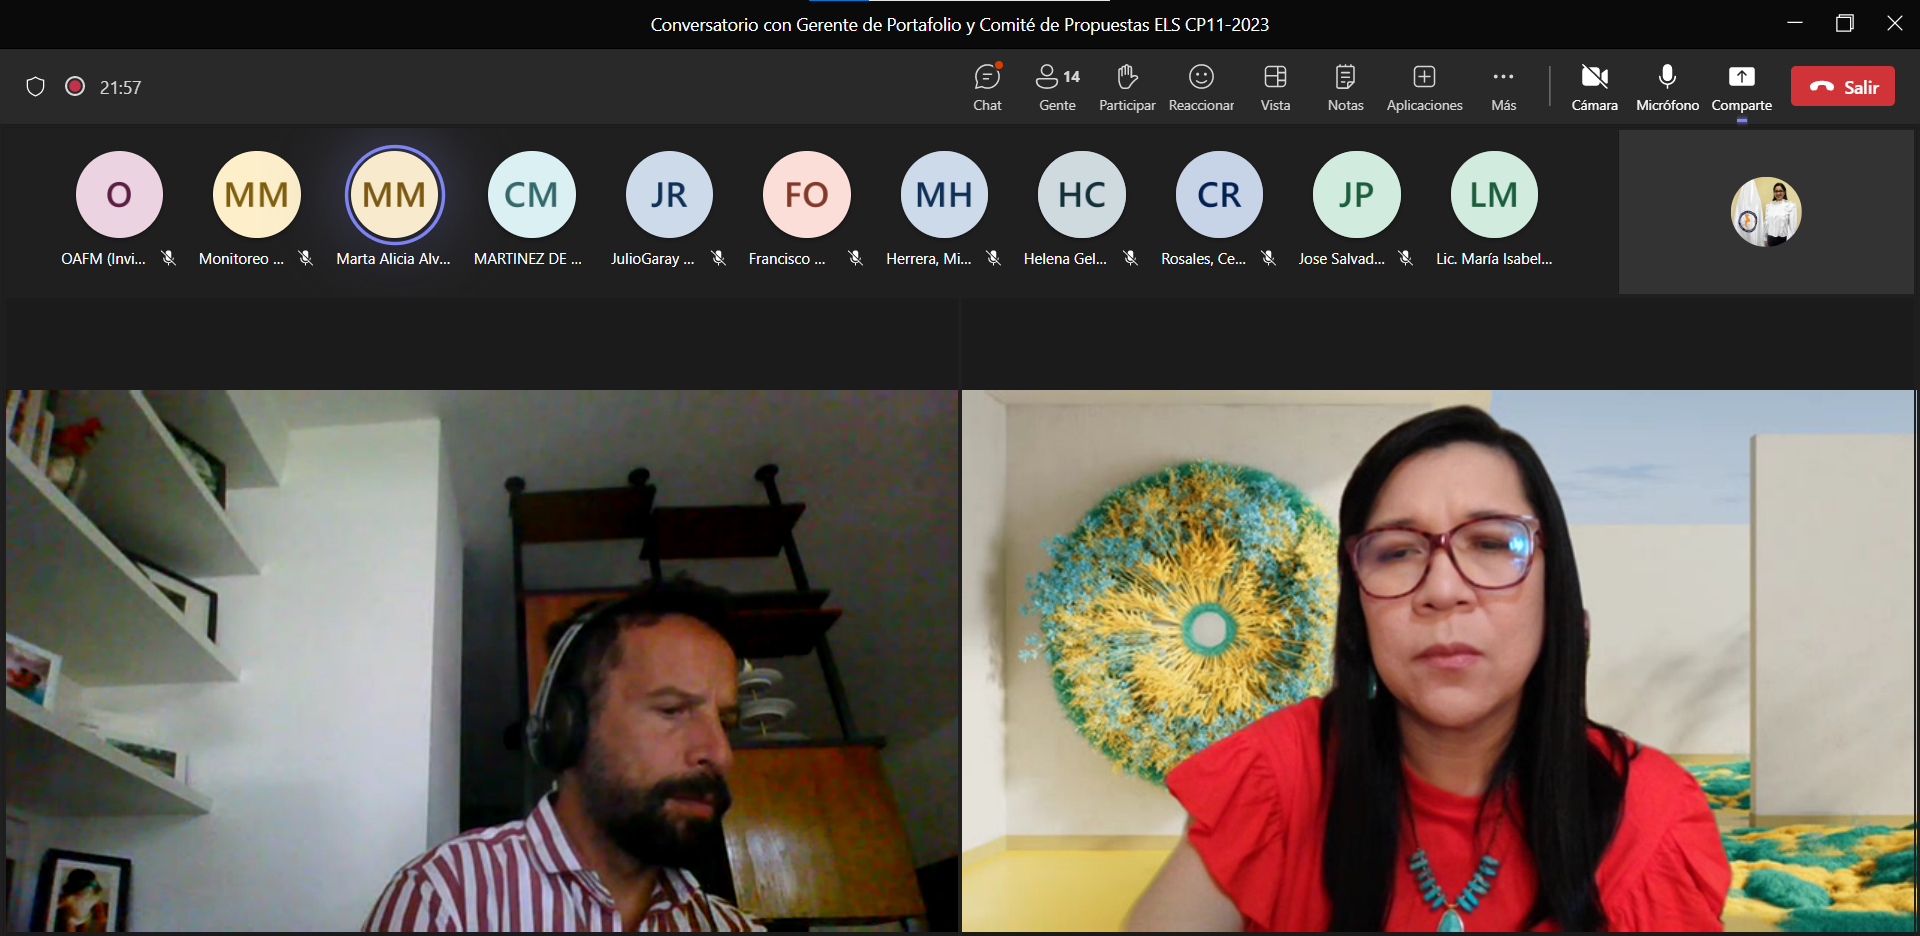 Conversatorio con Gerente de Portafolio y Comité de Propuestas ELS CP11-2023
21:57
Chat
14
Gente
Participar
Reaccionar
Vista
Notas
Aplicaciones
Más
Cámara
Micrófono
Comparte
Salir
O
MM
MM
CM
JR
FO
MH
HC
CR
JP
LM
OAFM (Invi...
Monitoreo ...
Marta Alicia Alv...
MARTINEZ DE ...
JulioGaray ...
Francisco ...
Herrera, Mi...
Helena Gel...
Rosales, Ce...
Jose Salvad...
Lic. María Isabel...